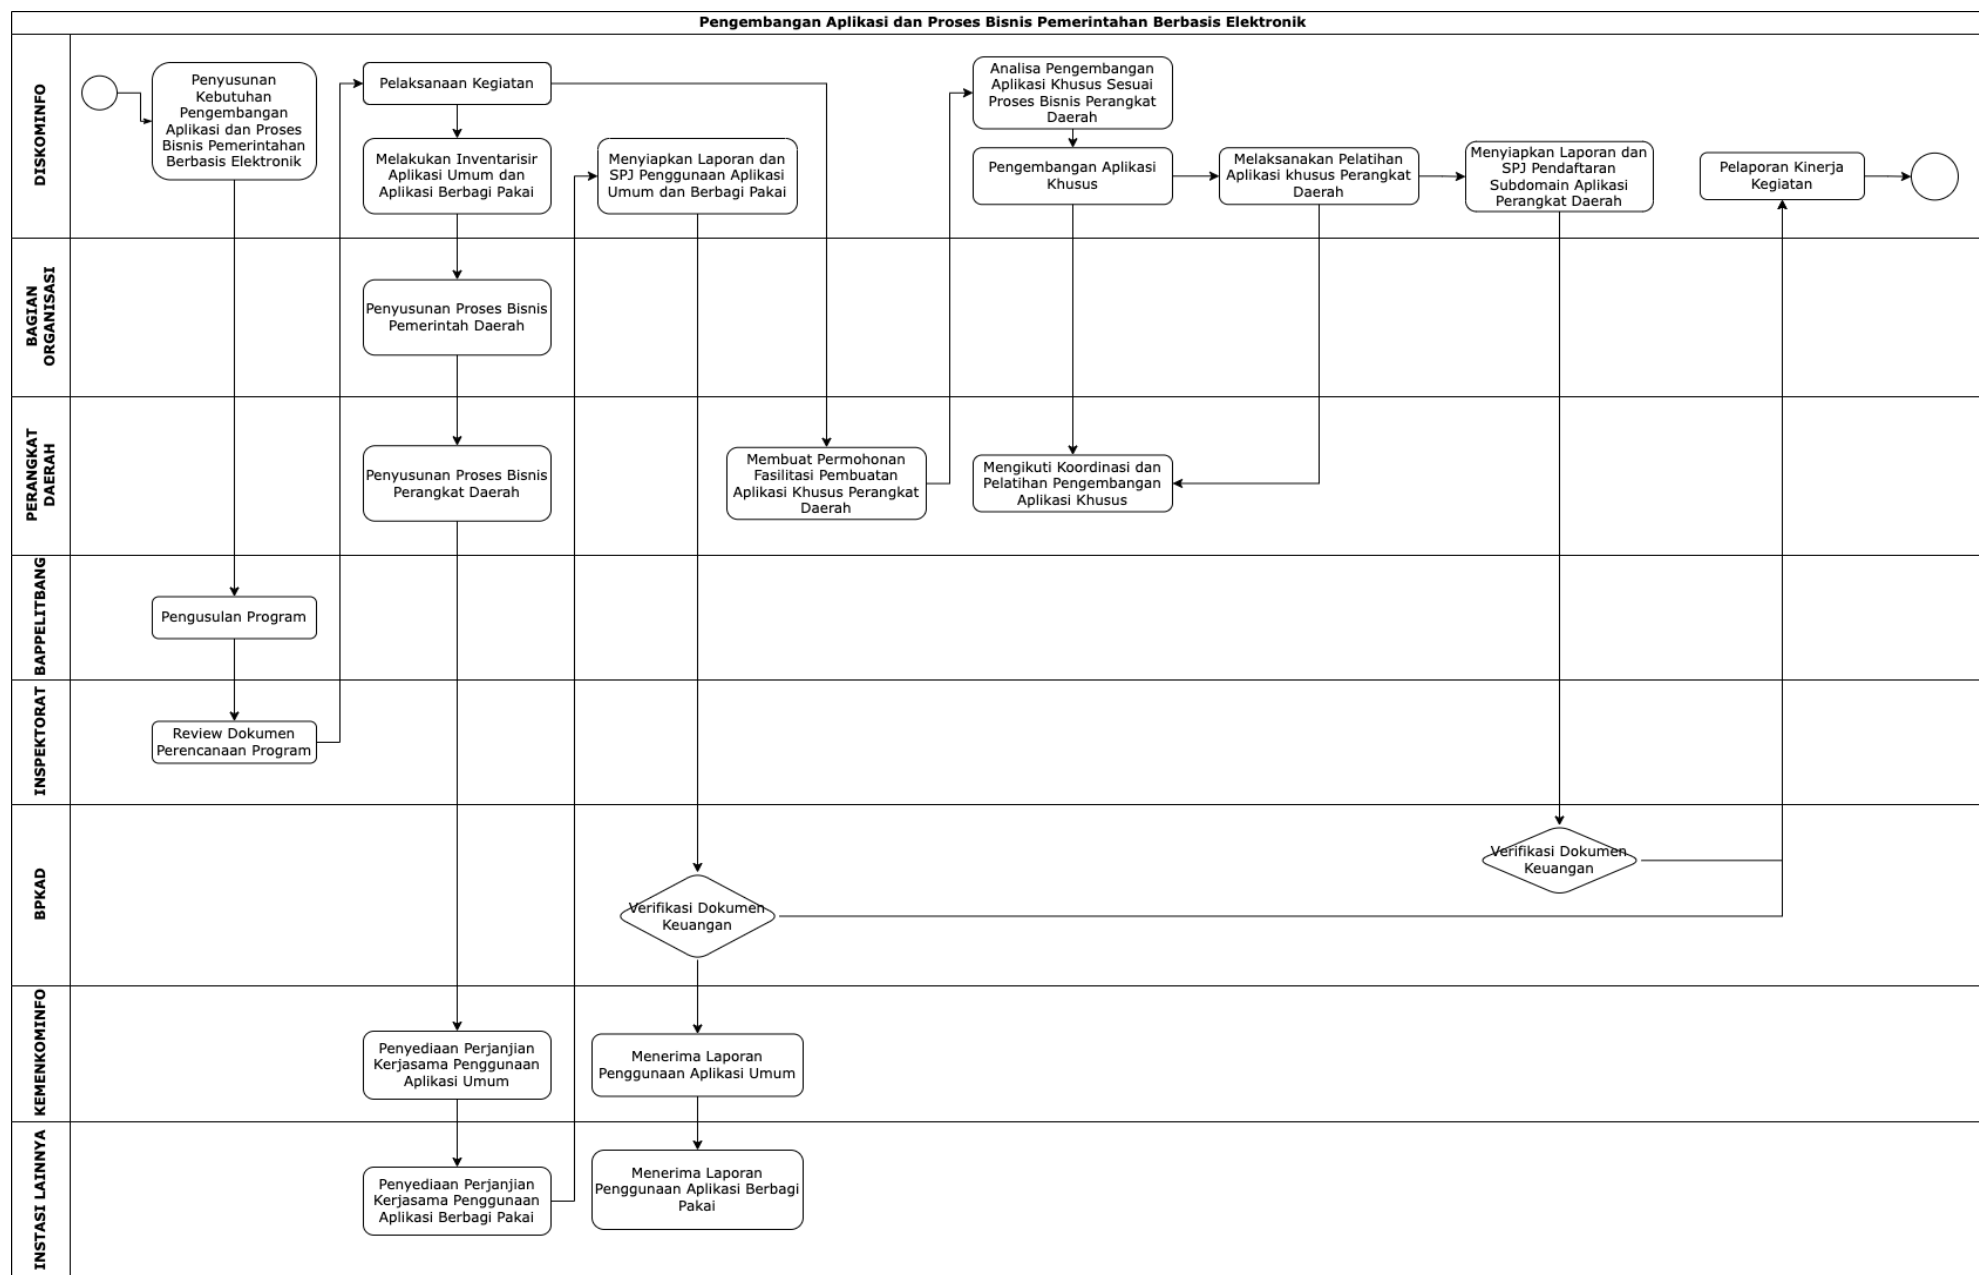 Pengembangan Aplikasi dan Proses Bisnis Pemerintahan Berbasis Elektronik
DISKOMINFO
Penyusunan
Kebutuhan
Pengembangan
Aplikasi dan Proses
Bisnis Pemerintahan
Berbasis Elektronik
Pelaksanaan Kegiatan
Melakukan Inventarisir
Aplikasi Umum dan
Aplikasi Berbagi Pakai
Menyiapkan Laporan dan
SPJ Penggunaan Aplikasi
Umum dan Berbagi Pakai
Analisa Pengembangan
Aplikasi Khusus Sesuai
Proses Bisnis Perangkat
Daerah
Pengembangan Aplikasi
Khusus
Melaksanakan Pelatihan
Aplikasi khusus Perangkat
Daerah
Menyiapkan Laporan dan
SPJ Pendaftaran
Subdomain Aplikasi
Perangkat Daerah
Pelaporan Kinerja
Kegiatan
BAGIAN
ORGANISASI
Penyusunan Proses Bisnis
Pemerintah Daerah
PERANGKAT
DAERAH
Penyusunan Proses Bisnis
Perangkat Daerah
Membuat Permohonan
Fasilitasi Pembuatan
Aplikasi Khusus Perangkat
Daerah
Mengikuti Koordinasi dan
Pelatihan Pengembangan
Aplikasi Khusus
BAPPELITBANG
Pengusulan Program
INSPEKTORAT
Review Dokumen
Perencanaan Program
BPKAD
Verifikasi Dokumen
Keuangan
Verifikasi Dokumen
Keuangan
KEMENKOMINFO
Penyediaan Perjanjian
Kerjasama Penggunaan
Aplikasi Umum
Menerima Laporan
Penggunaan Aplikasi Umum
INSTASI LAINNYA
Penyediaan Perjanjian
Kerjasama Penggunaan
Aplikasi Berbagi Pakai
Menerima Laporan
Penggunaan Aplikasi Berbagi
Pakai